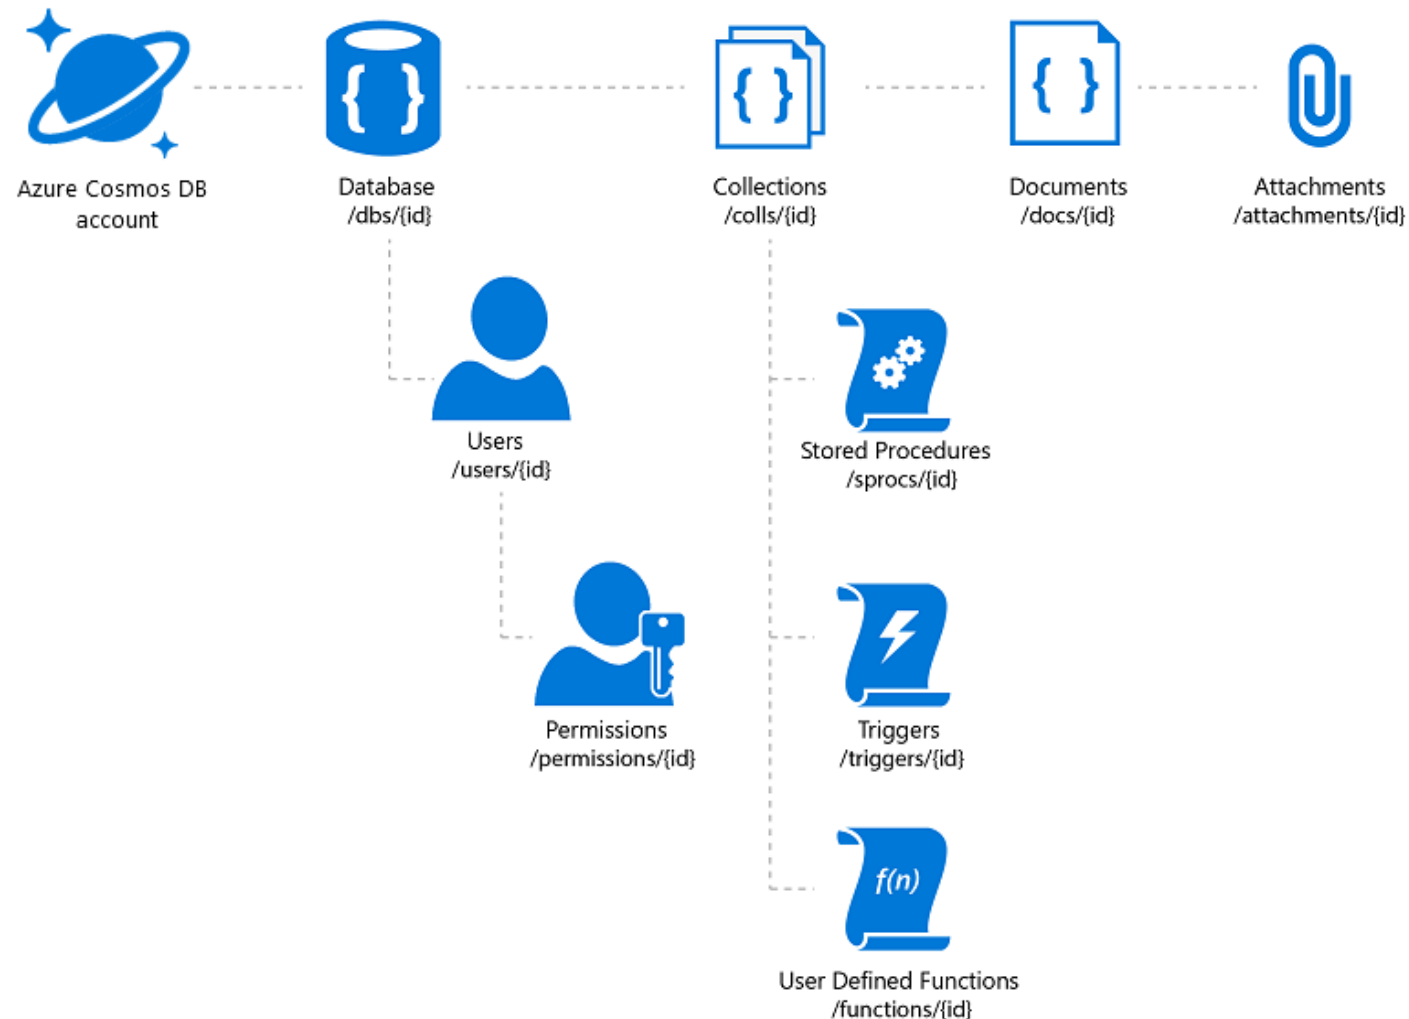 { }
{ }
{ }
Azure Cosmos DB
account
Database
/dbs/{id}
Collections
/colls/{id}
Documents
/docs/{id}
Attachments
/attachments/{id}
Users
/users/{id}
Stored Procedures
/sprocs/{id}
Permissions
/permissions/{id}
Triggers
/triggers/{id}
f(n)
User Defined Functions
/functions/{id}